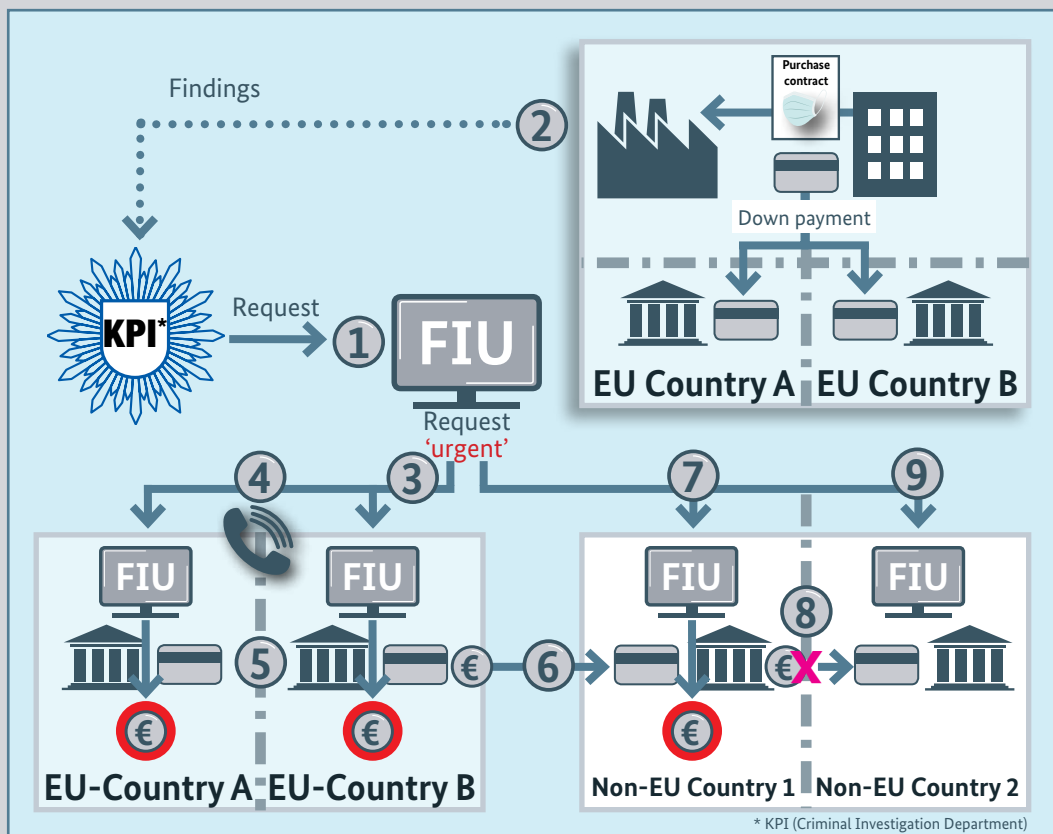 Purchase
contract
Findings
2
Down payment
KPI*
Request
1
FIU
EU Country A
EU Country B
Request
'urgent'
4
3
7
9
FIU
FIU
FIU
FIU
8
5
€
6
€
X
€
€
€
EU-Country A
EU-Country B
Non-EU Country 1
Non-EU Country 2
* KPI (Criminal Investigation Department)